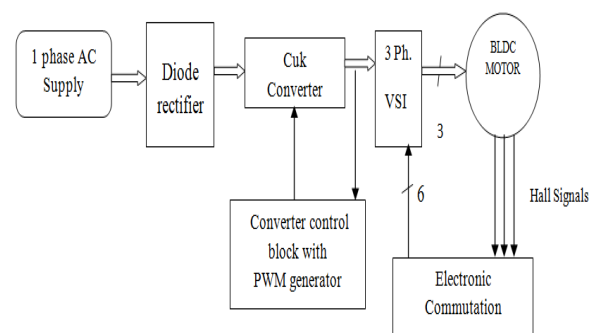 1 phase AC
Supply
Diode
rectifier
Cuk
Converter
3 Ph.
VSI
BLDC
MOTOR
3
6
Hall Signals
Converter control
block with
PWM generator
Electronic
Commutation